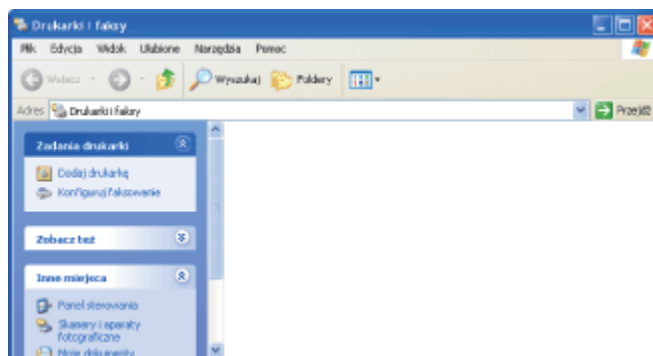 Drukarki i faksy
Plik Edycja Widok Ulubione Narzędzia Pomoc
Wstecz Wyszukaj Foldery
Adres Drukarki i faksy Przejdź
Zadania drukarki
Dodaj drukarkę
Konfiguruj faksowanie
Zobacz też
Inne miejsca
Panel sterowania
Skanery i aparaty
fotograficzne
Moje dokumenty